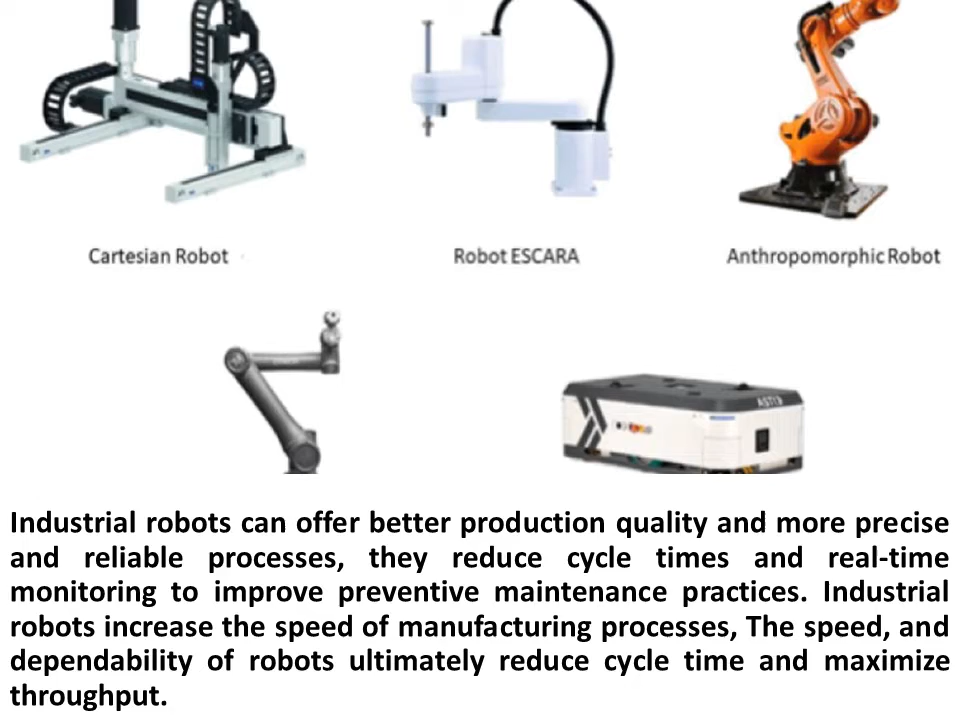 Cartesian Robot
Robot ESCARA
Anthropomorphic Robot
Industrial robots can offer better production quality and more precise
and reliable processes, they reduce cycle times and real-time
monitoring to improve preventive maintenance practices. Industrial
robots increase the speed of manufacturing processes, The speed, and
dependability of robots ultimately reduce cycle time and maximize
throughput.